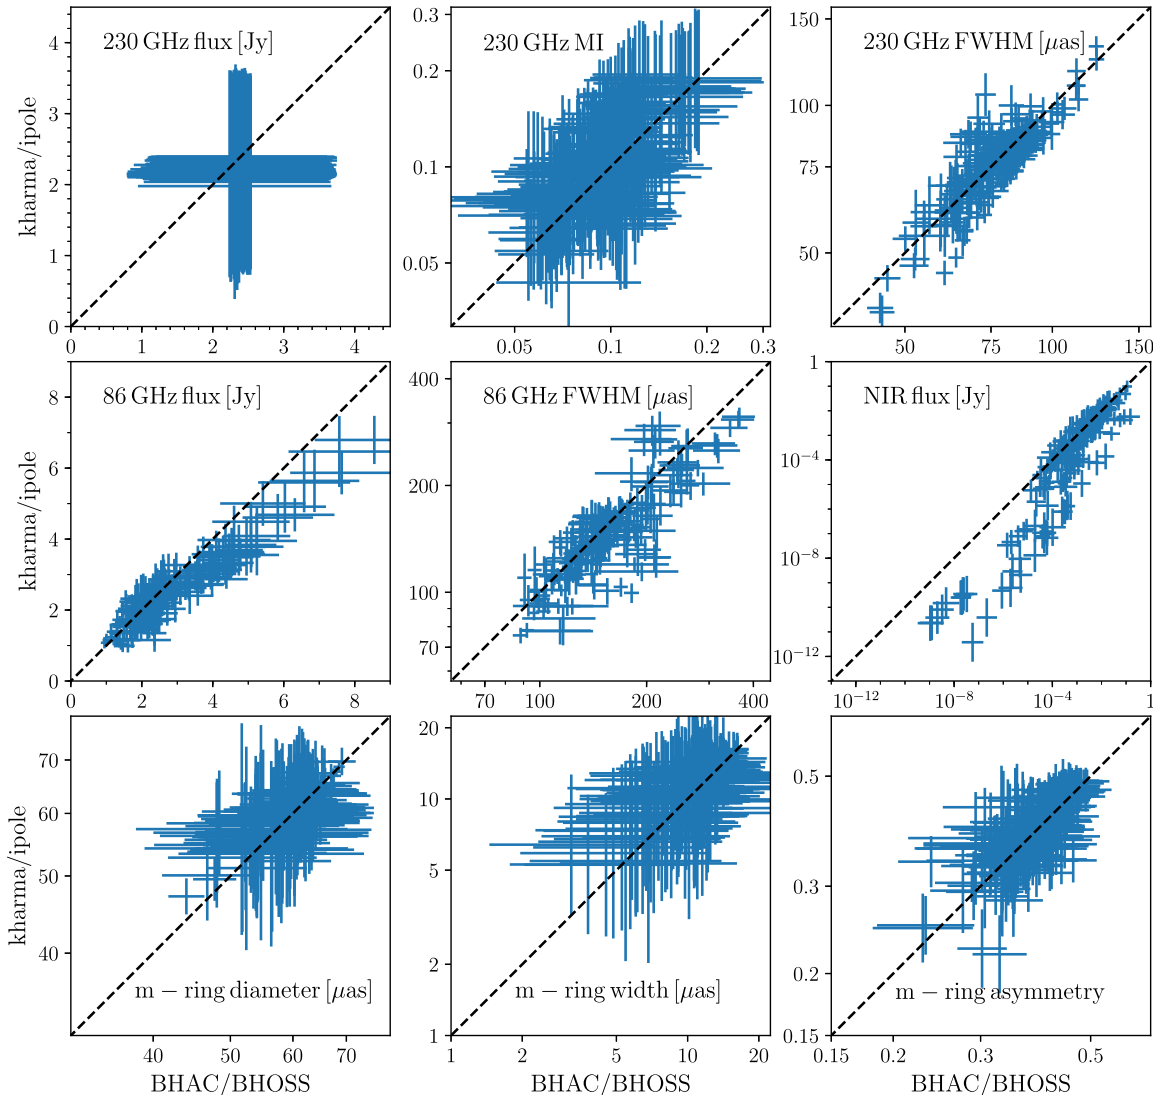 230 GHz flux [Jy]
230 GHz MI
230 GHz FWHM [μas]
kharma/ipole
4
3
2
1
0
0 1 2 3 4
0.3
0.2
0.1
0.05
0.05 0.1 0.2 0.3
150
100
75
50
50 75 100 150
86 GHz flux [Jy]
86 GHz FWHM [μas]
NIR flux [Jy]
kharma/ipole
8
6
4
2
0
0 2 4 6 8
400
200
100
70
70 100 200 400
1
10⁻⁴
10⁻⁸
10⁻¹²
10⁻¹² 10⁻⁸ 10⁻⁴ 1
kharma/ipole
70
60
50
40
m − ring diameter [μas]
40 50 60 70
BHAC/BHOSS
20
10
5
2
1
m − ring width [μas]
1 2 5 10 20
BHAC/BHOSS
0.5
0.3
0.2
0.15
m − ring asymmetry
0.15 0.2 0.3 0.5
BHAC/BHOSS